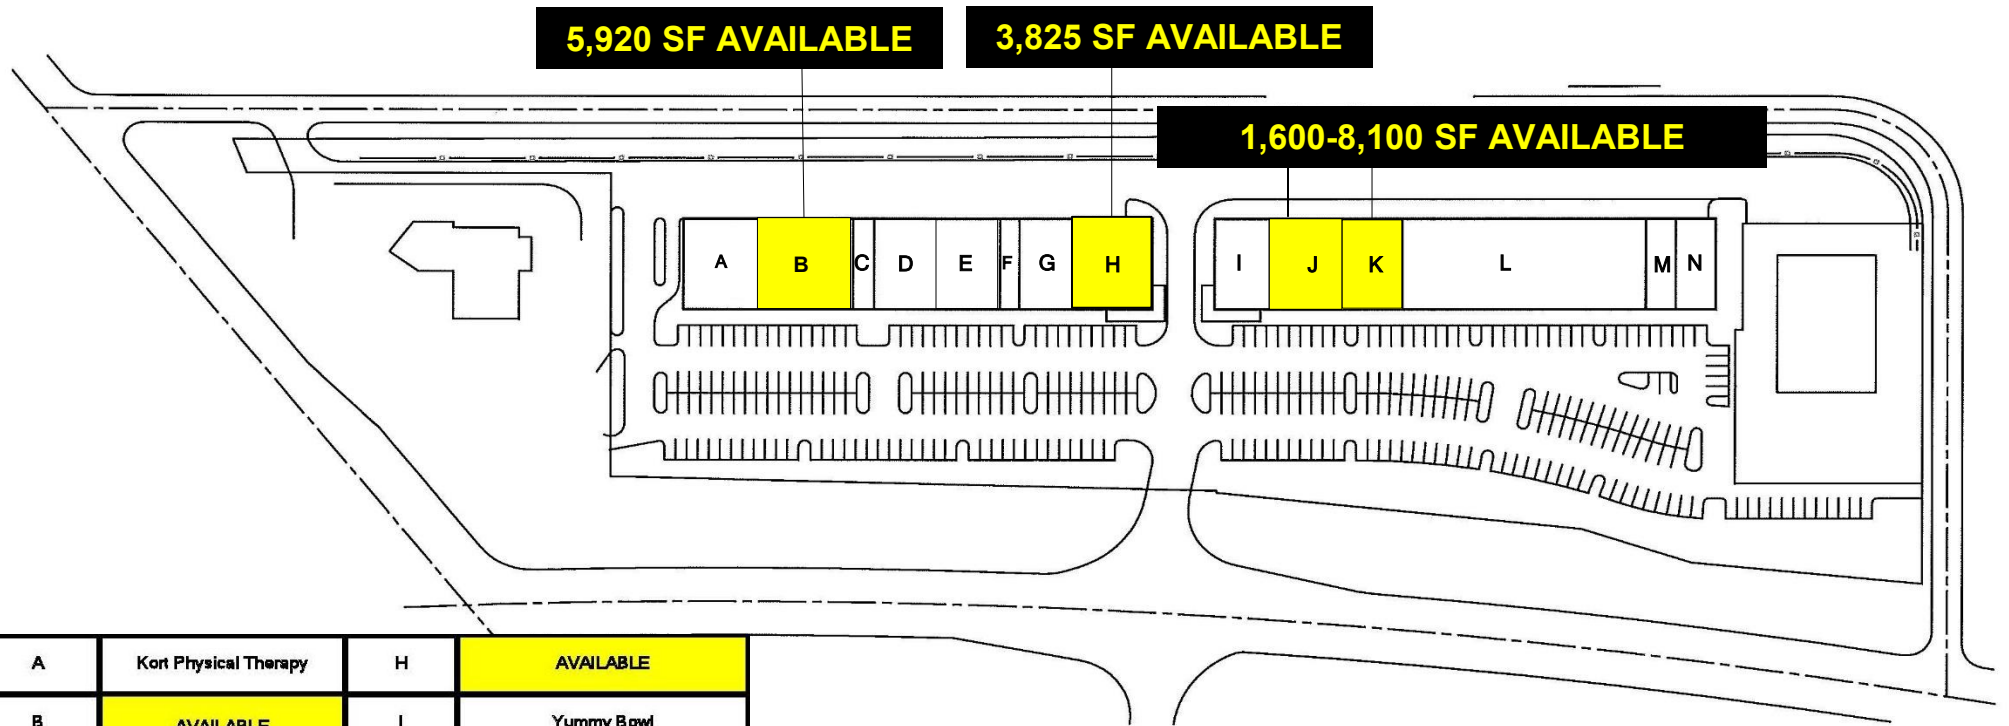 5,920 SF AVAILABLE
3,825 SF AVAILABLE
1,600-8,100 SF AVAILABLE
A B C D E F G H I J K L M N
A Kort Physical Therapy H AVAILABLE
B AVAILABLE I Yummy Bowl